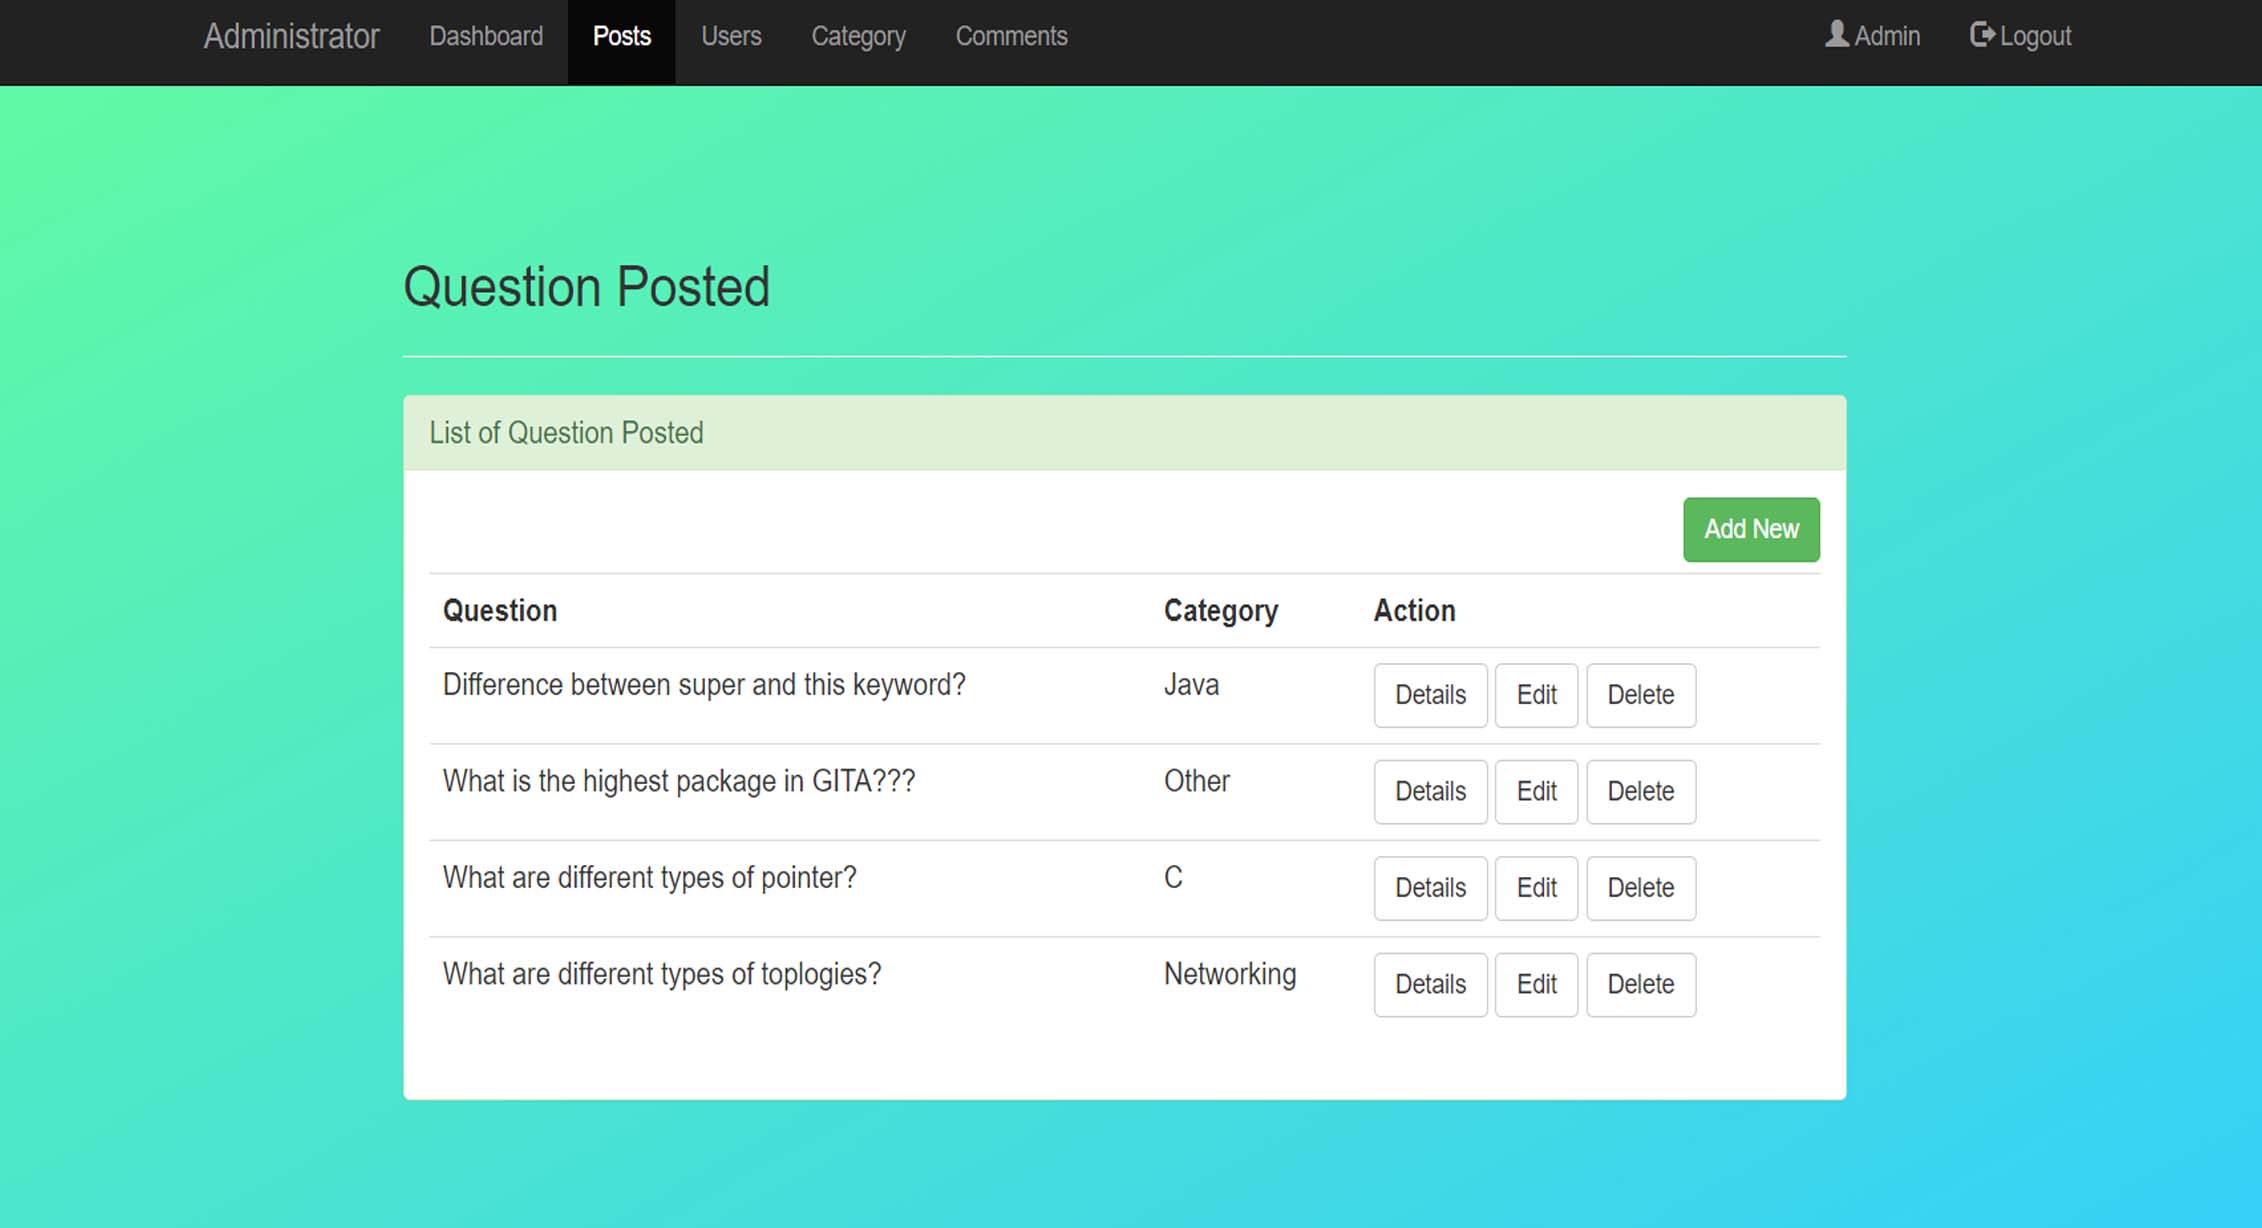 Administrator Dashboard Posts Users Category Comments Admin Logout
Question Posted
List of Question Posted
Add New
Question Category Action
Difference between super and this keyword? Java Details Edit Delete
What is the highest package in GITA??? Other Details Edit Delete
What are different types of pointer? C Details Edit Delete
What are different types of toplogies? Networking Details Edit Delete